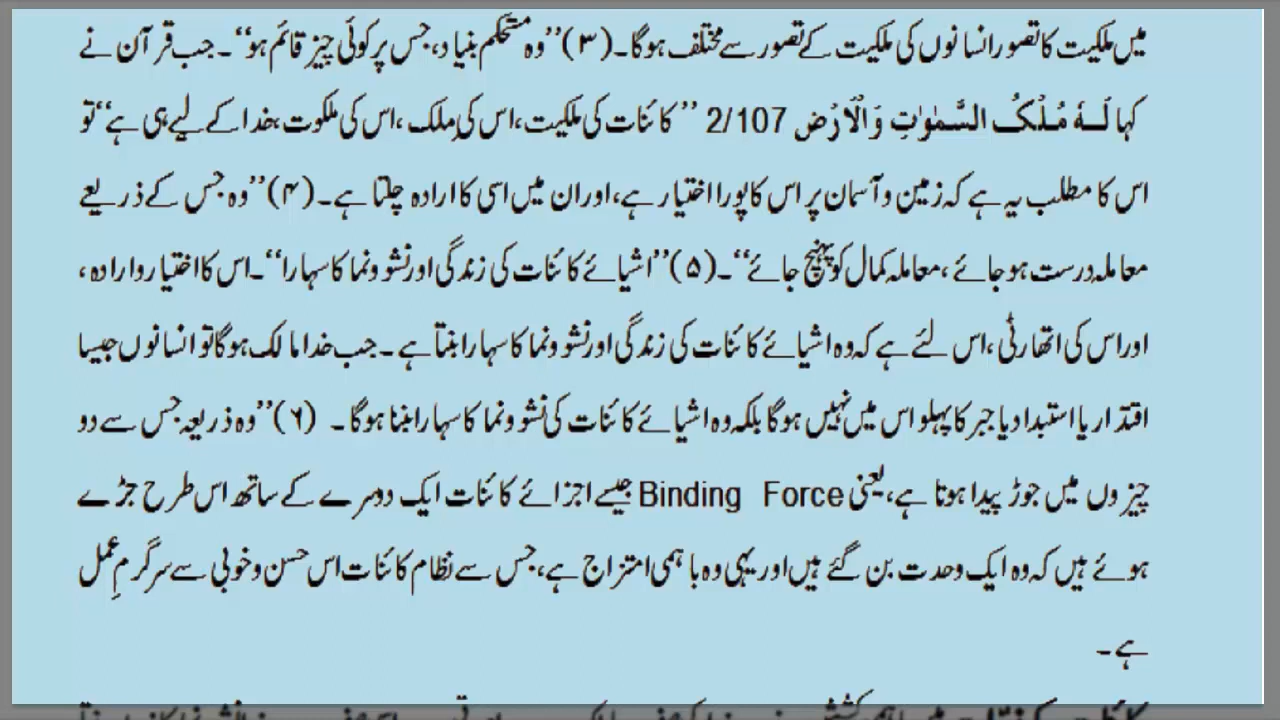 میں ملکیت کا تصور انسانوں کی ملکیت کے تصور سے مختلف ہوگا۔ (۳) ’’وہ مستحکم بنیاد، جس پر کوئی چیز قائم ہو‘‘۔ جب قرآن نے
کہا لَـهٗ مُلْكُ السَّمٰوٰتِ وَالْاَرْضِ 2/107 ’’کائنات کی ملکیت، اس کی مِلک، اس کی ملکوت، خدا کے لیے ہی ہے‘‘ تو
اس کا مطلب یہ ہے کہ زمین و آسمان پر اس کا پورا اختیار ہے، اور ان میں اسی کا ارادہ چلتا ہے۔ (۴) ’’وہ جس کے ذریعے
معاملہ درست ہو جائے، معاملہ کمال کو پہنچ جائے‘‘۔ (۵) ’’اشیائے کائنات کی زندگی اور نشوونما کا سہارا‘‘۔ اس کا اختیار و ارادہ،
اور اس کی اتھارٹی، اس لئے ہے کہ وہ اشیائے کائنات کی زندگی اور نشوونما کا سہارا بنتا ہے۔ جب خدا مالک ہوگا تو انسانوں جیسا
اقتدار یا استبداد یا جبر کا پہلو اس میں نہیں ہوگا بلکہ وہ اشیائے کائنات کی نشوونما کا سہارا بنتا ہوگا۔ (۶) ’’وہ ذریعہ جس سے دو
چیزوں میں جوڑ پیدا ہوتا ہے، یعنی Binding Force جیسے اجزائے کائنات ایک دوسرے کے ساتھ اس طرح جڑے
ہوئے ہیں کہ وہ ایک وحدت بن گئے ہیں اور یہی وہ باہمی امتزاج ہے، جس سے نظام کائنات اس حسن و خوبی سے سرگرمِ عمل
ہے۔